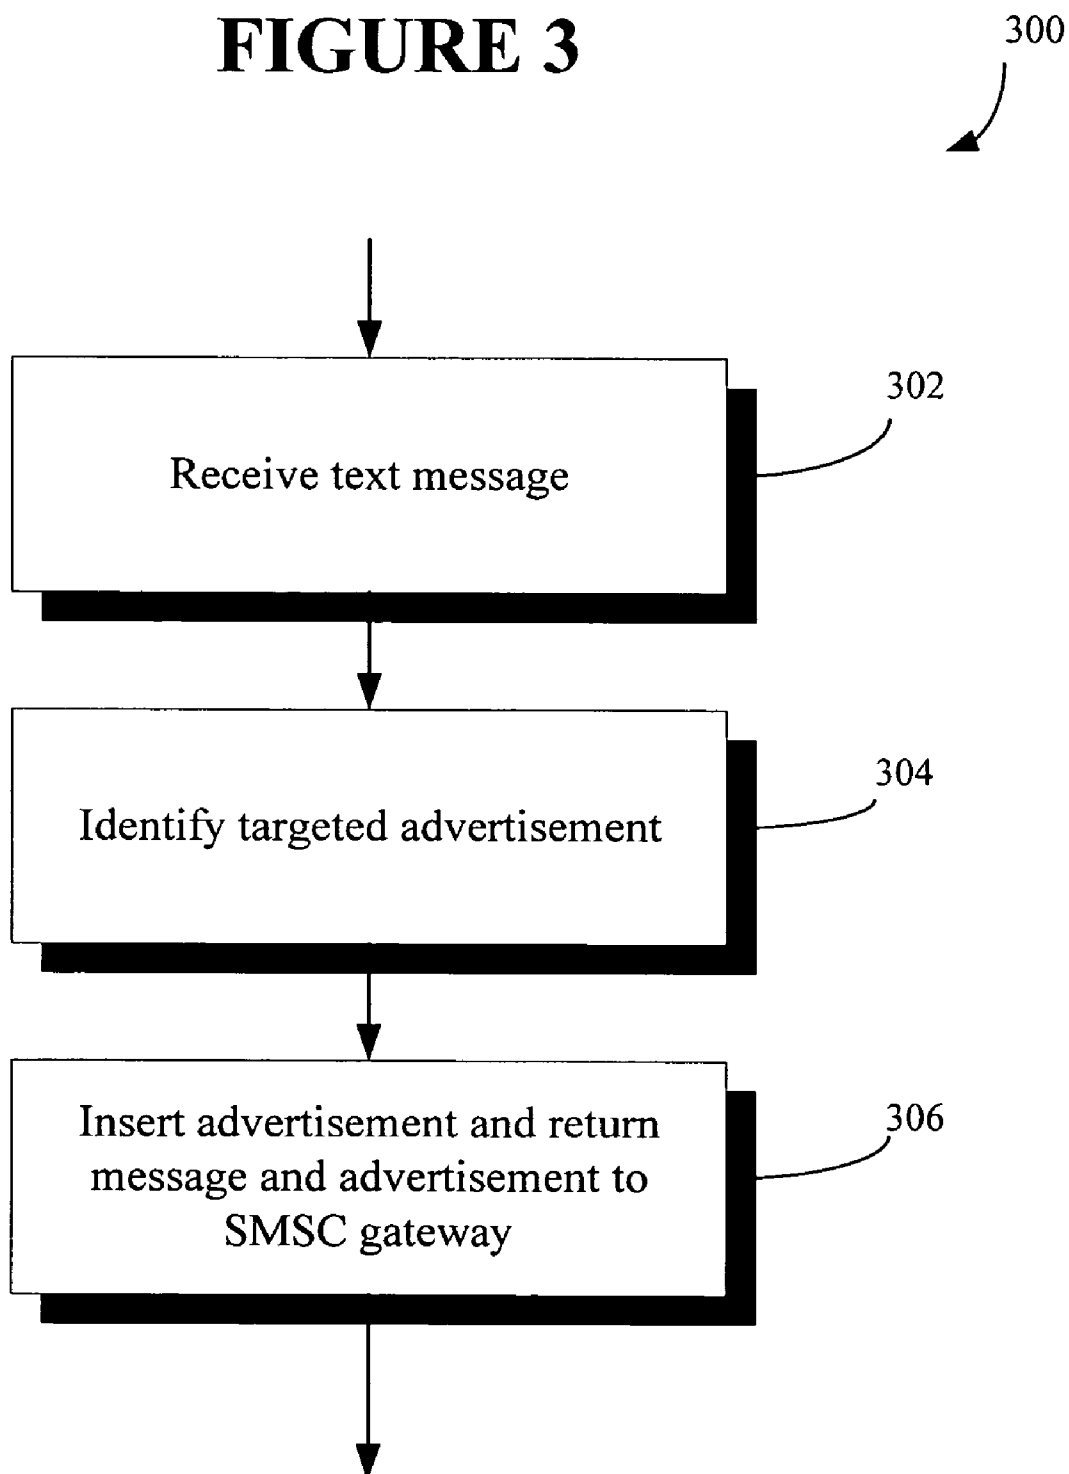 FIGURE 3
300
Receive text message
302
Identify targeted advertisement
304
Insert advertisement and return
message and advertisement to
SMSC gateway
306